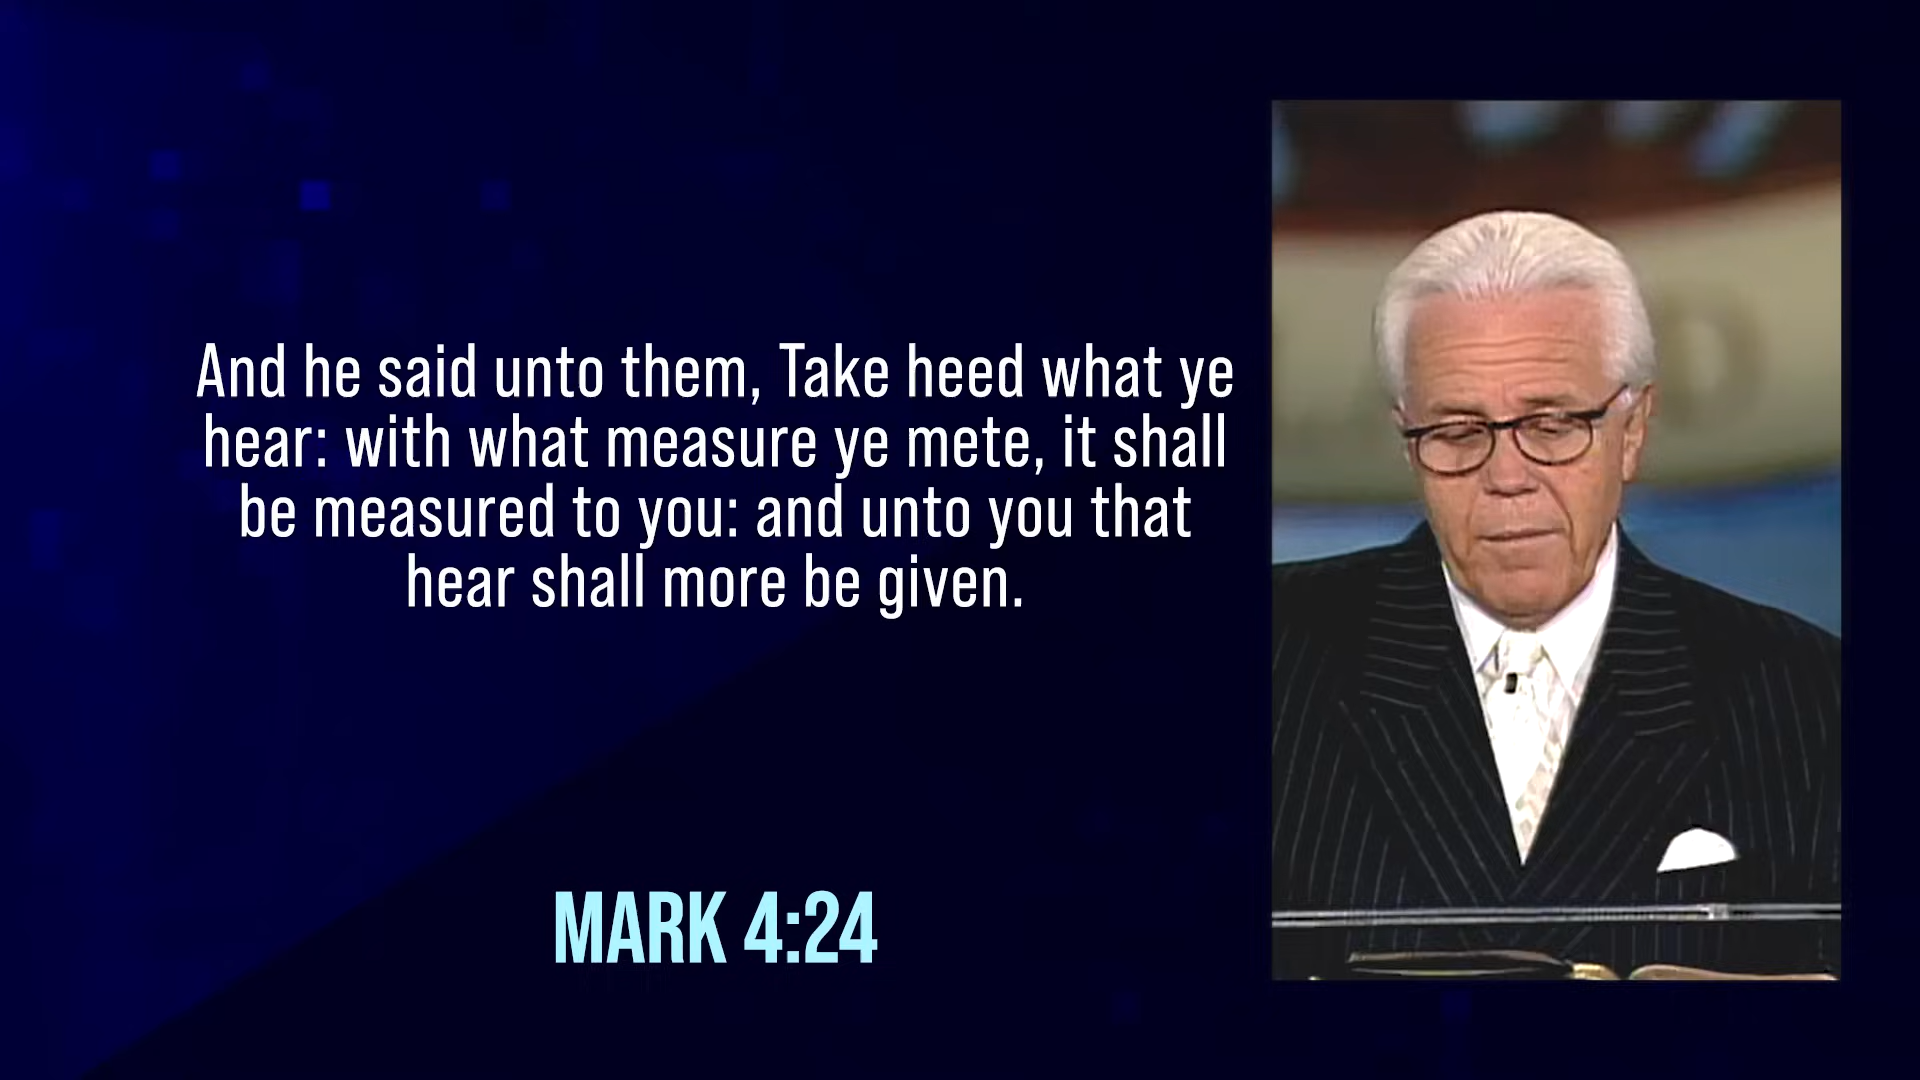 And he said unto them, Take heed what ye
hear: with what measure ye mete, it shall
be measured to you: and unto you that
hear shall more be given.
MARK 4:24